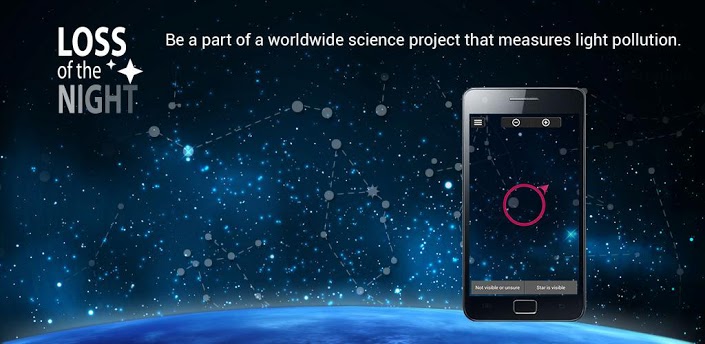 LOSS
of the
NIGHT
Be a part of a worldwide science project that measures light pollution.
Not visible or unsure
Star is visible